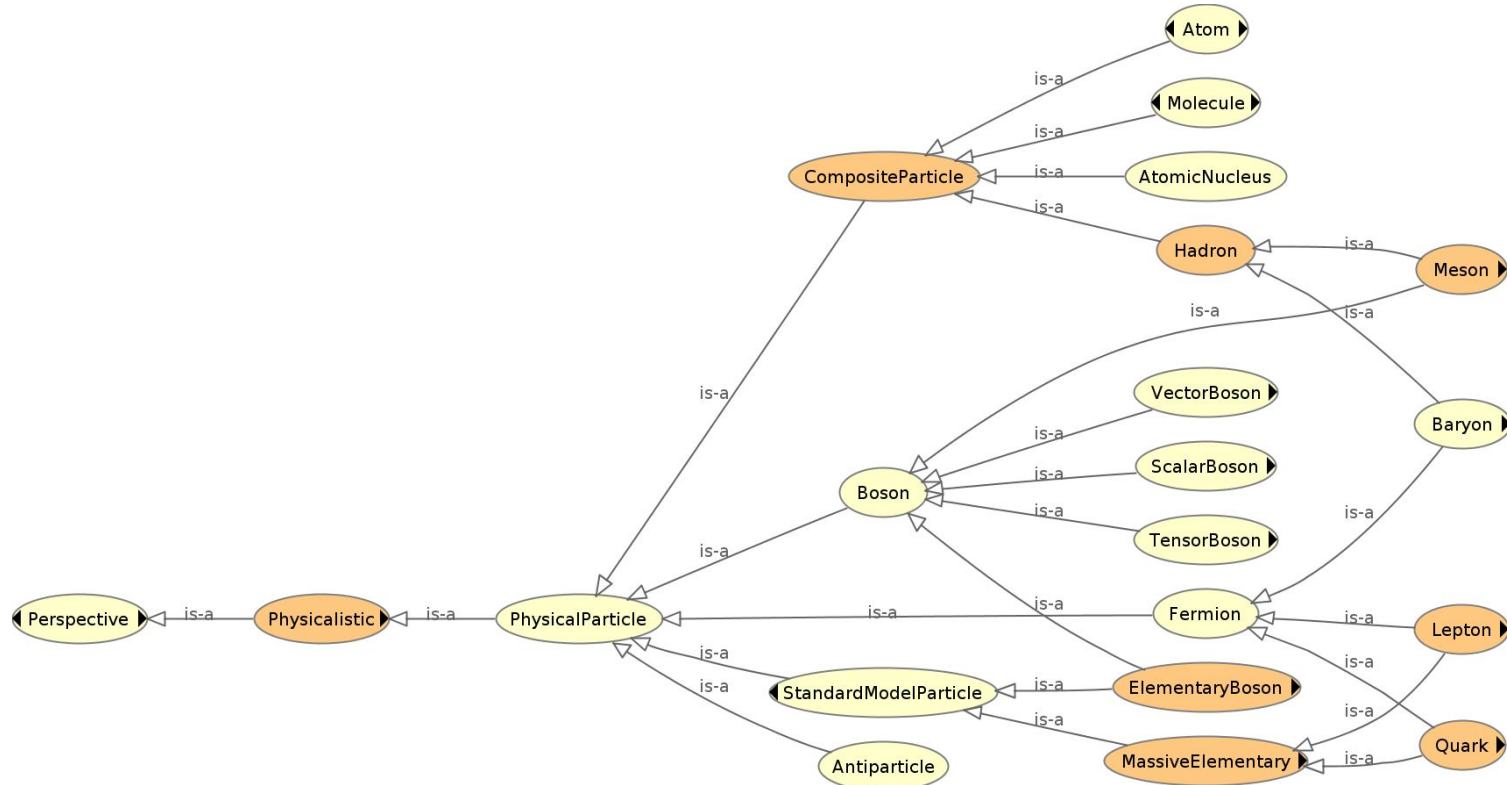 Atom
is-a
Molecule
is-a
CompositeParticle
is-a
AtomicNucleus
is-a
Hadron
is-a
Meson
is-a
is-a
is-a
VectorBoson
is-a
Baryon
is-a
ScalarBoson
is-a
Boson
is-a
is-a
TensorBoson
is-a
is-a
Perspective
is-a
Physicalistic
is-a
PhysicalParticle
is-a
Fermion
is-a
Lepton
is-a
is-a
is-a
StandardModelParticle
is-a
ElementaryBoson
is-a
is-a
is-a
Quark
Antiparticle
MassiveElementary
is-a